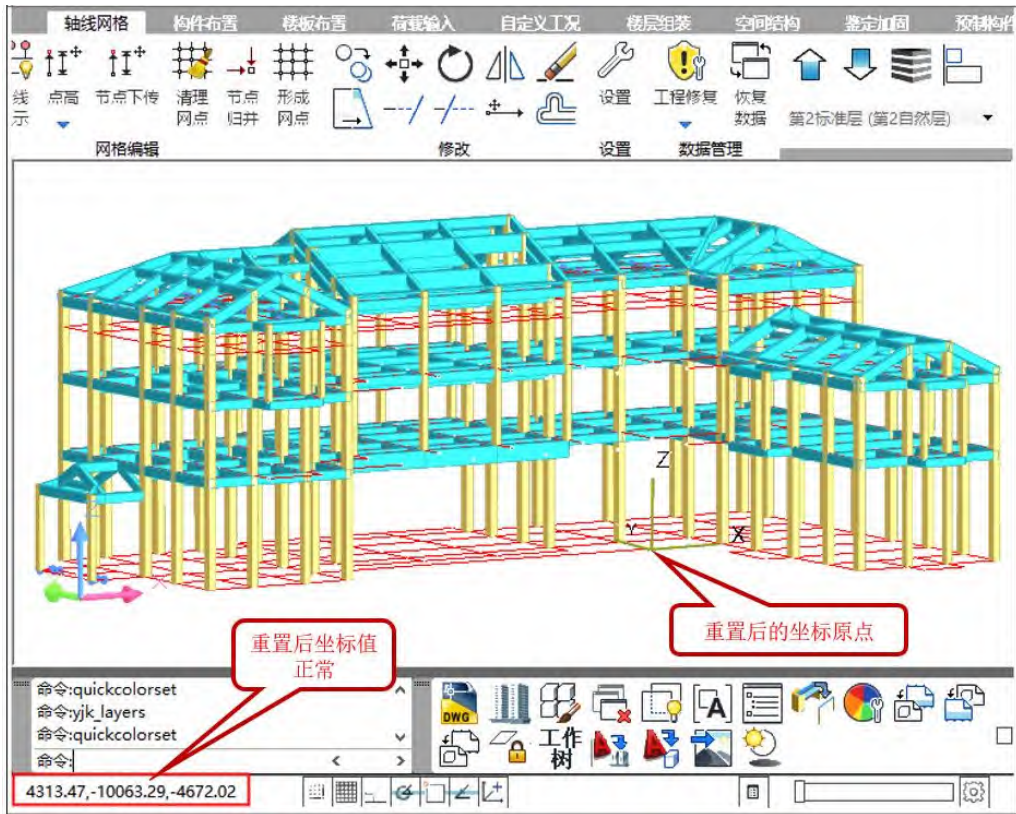 轴线网格 构件布置 楼板布置 荷载输入 自定义工况 楼层组装 空间结构 鉴定加固 预制构件
线 点高 节点下传 清理 节点 形成 设置 工程修复 恢复
示 网点 归并 网点 数据 第2标准层 (第2自然层)
网格编辑 修改 设置 数据管理
Z
Y X
Z
X
重置后的坐标原点
重置后坐标值
正常
命令:quickcolorset
命令:yjk_layers
命令:quickcolorset
命令:
DWG
A
工作
树
4313.47,-10063.29,-4672.02